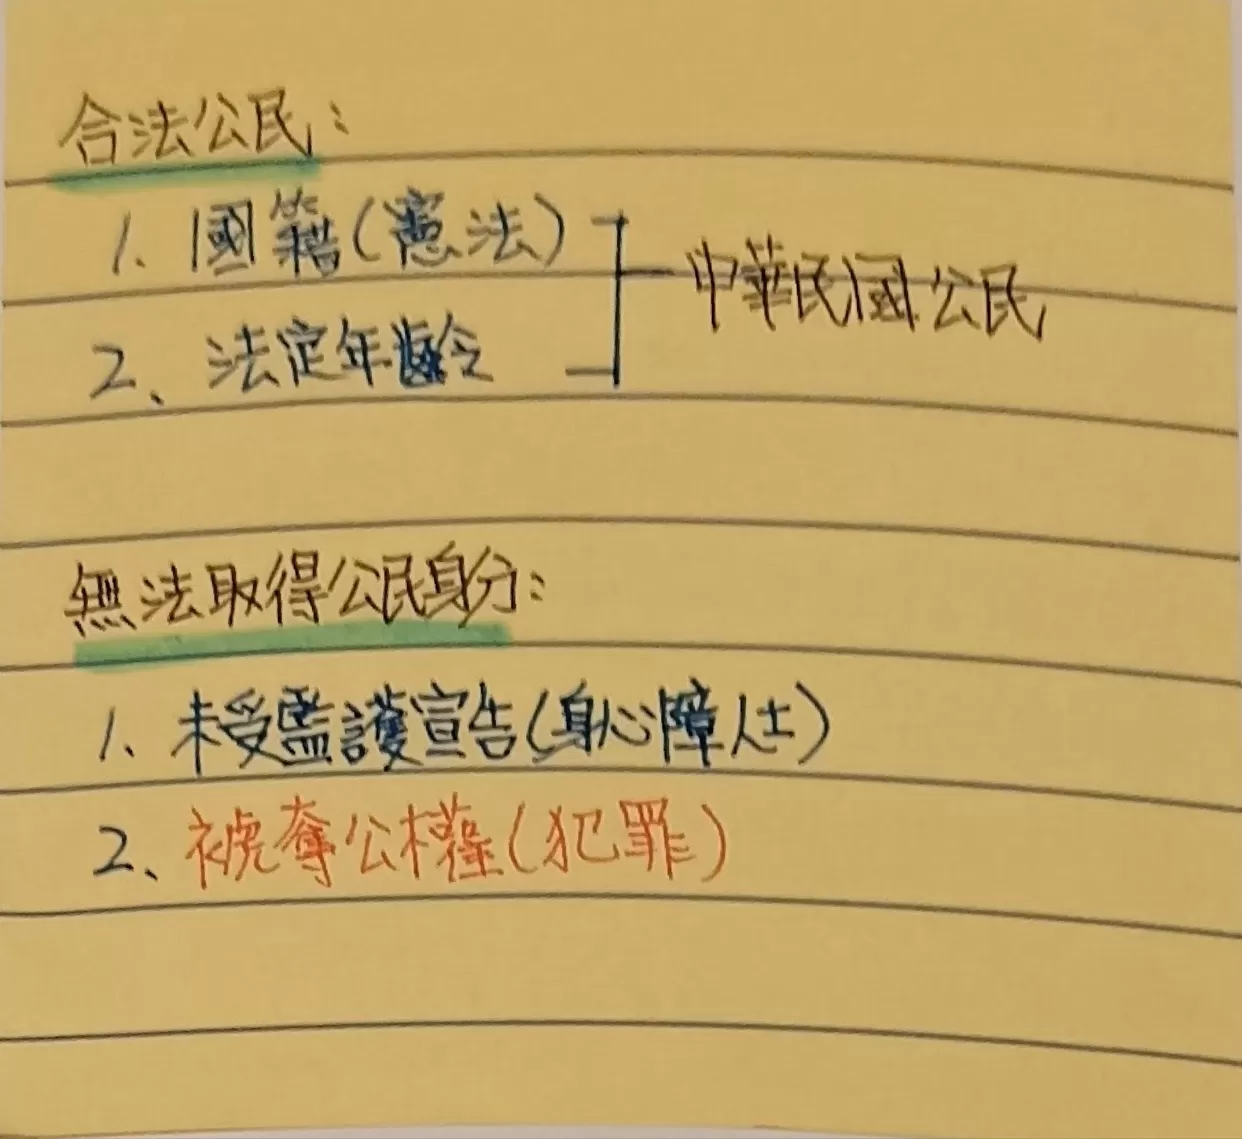 合法公民：
1、國籍(憲法)
2、法定年齡
中華民國公民
無法取得公民身分：
1、未受監護宣告(身心障人士)
2、被奪公權(犯罪)